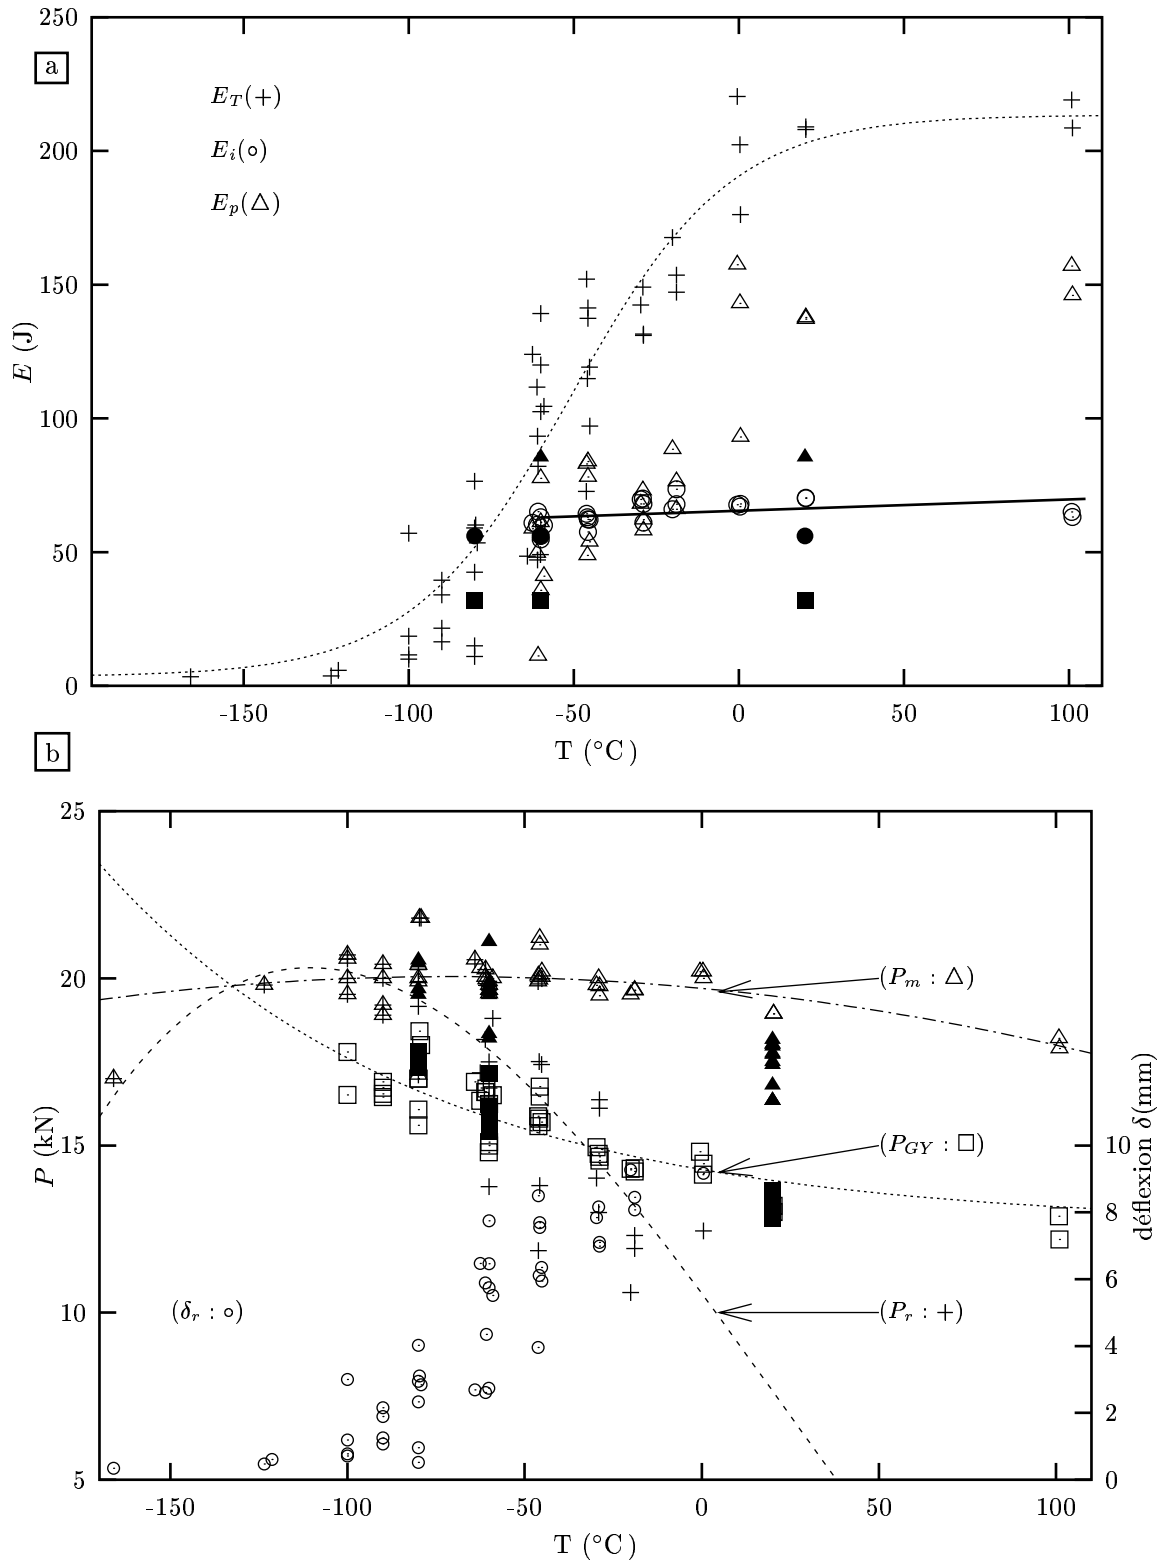 250
a
E_T(+)
200
E_i(○)
E_p(△)
150
E (J)
100
50
0
-150 -100 -50 0 50 100
T (°C)
b
25
20
(P_m : △)
P (kN)
15
(P_GY : □)
10
déflexion δ(mm)
8
6
(δ_r : ○)
10
(P_r : +)
4
2
5
0
-150 -100 -50 0 50 100
T (°C)